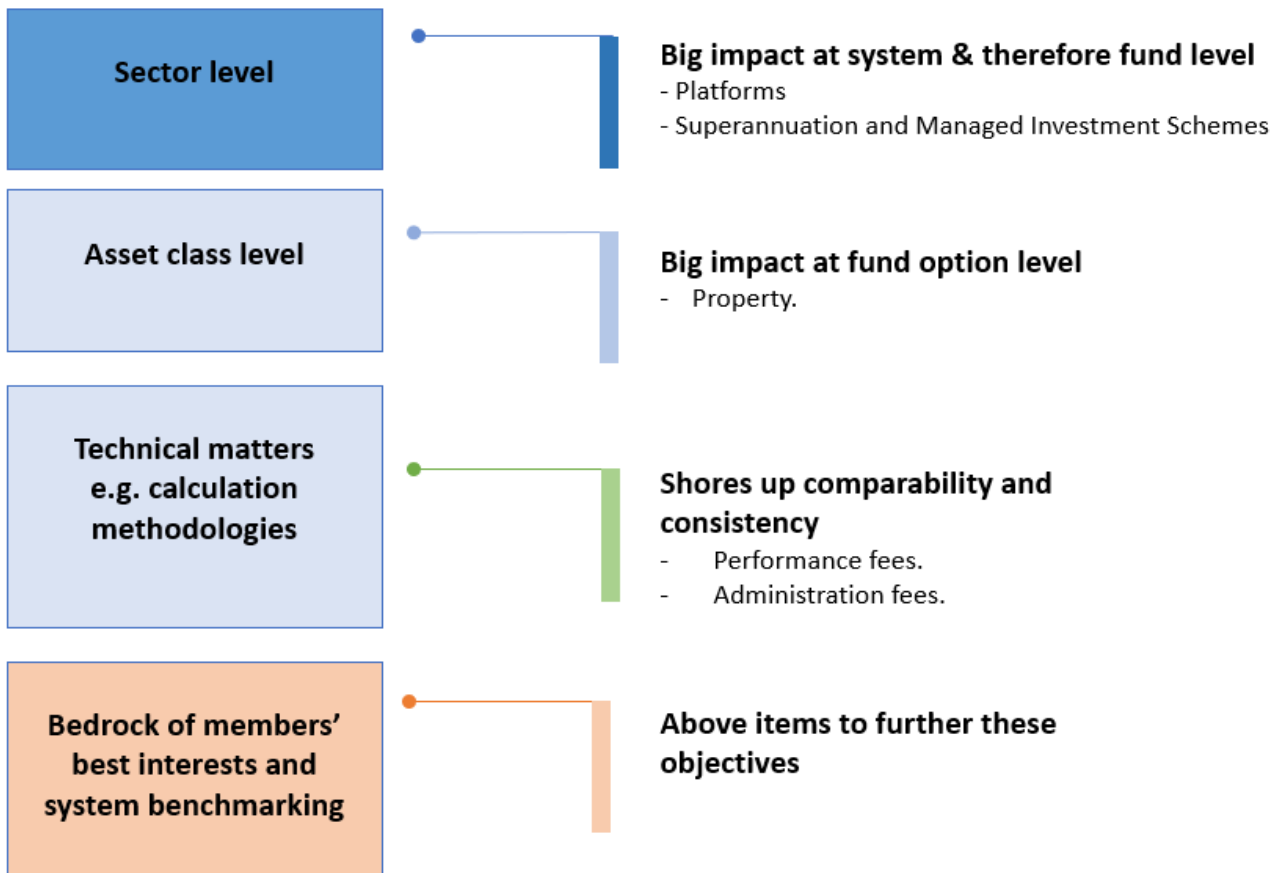 Sector level
Big impact at system & therefore fund level
- Platforms
- Superannuation and Managed Investment Schemes
Asset class level
Big impact at fund option level
- Property.
Technical matters
e.g. calculation
methodologies
Shores up comparability and
consistency
- Performance fees.
- Administration fees.
Bedrock of members’
best interests and
system benchmarking
Above items to further these
objectives